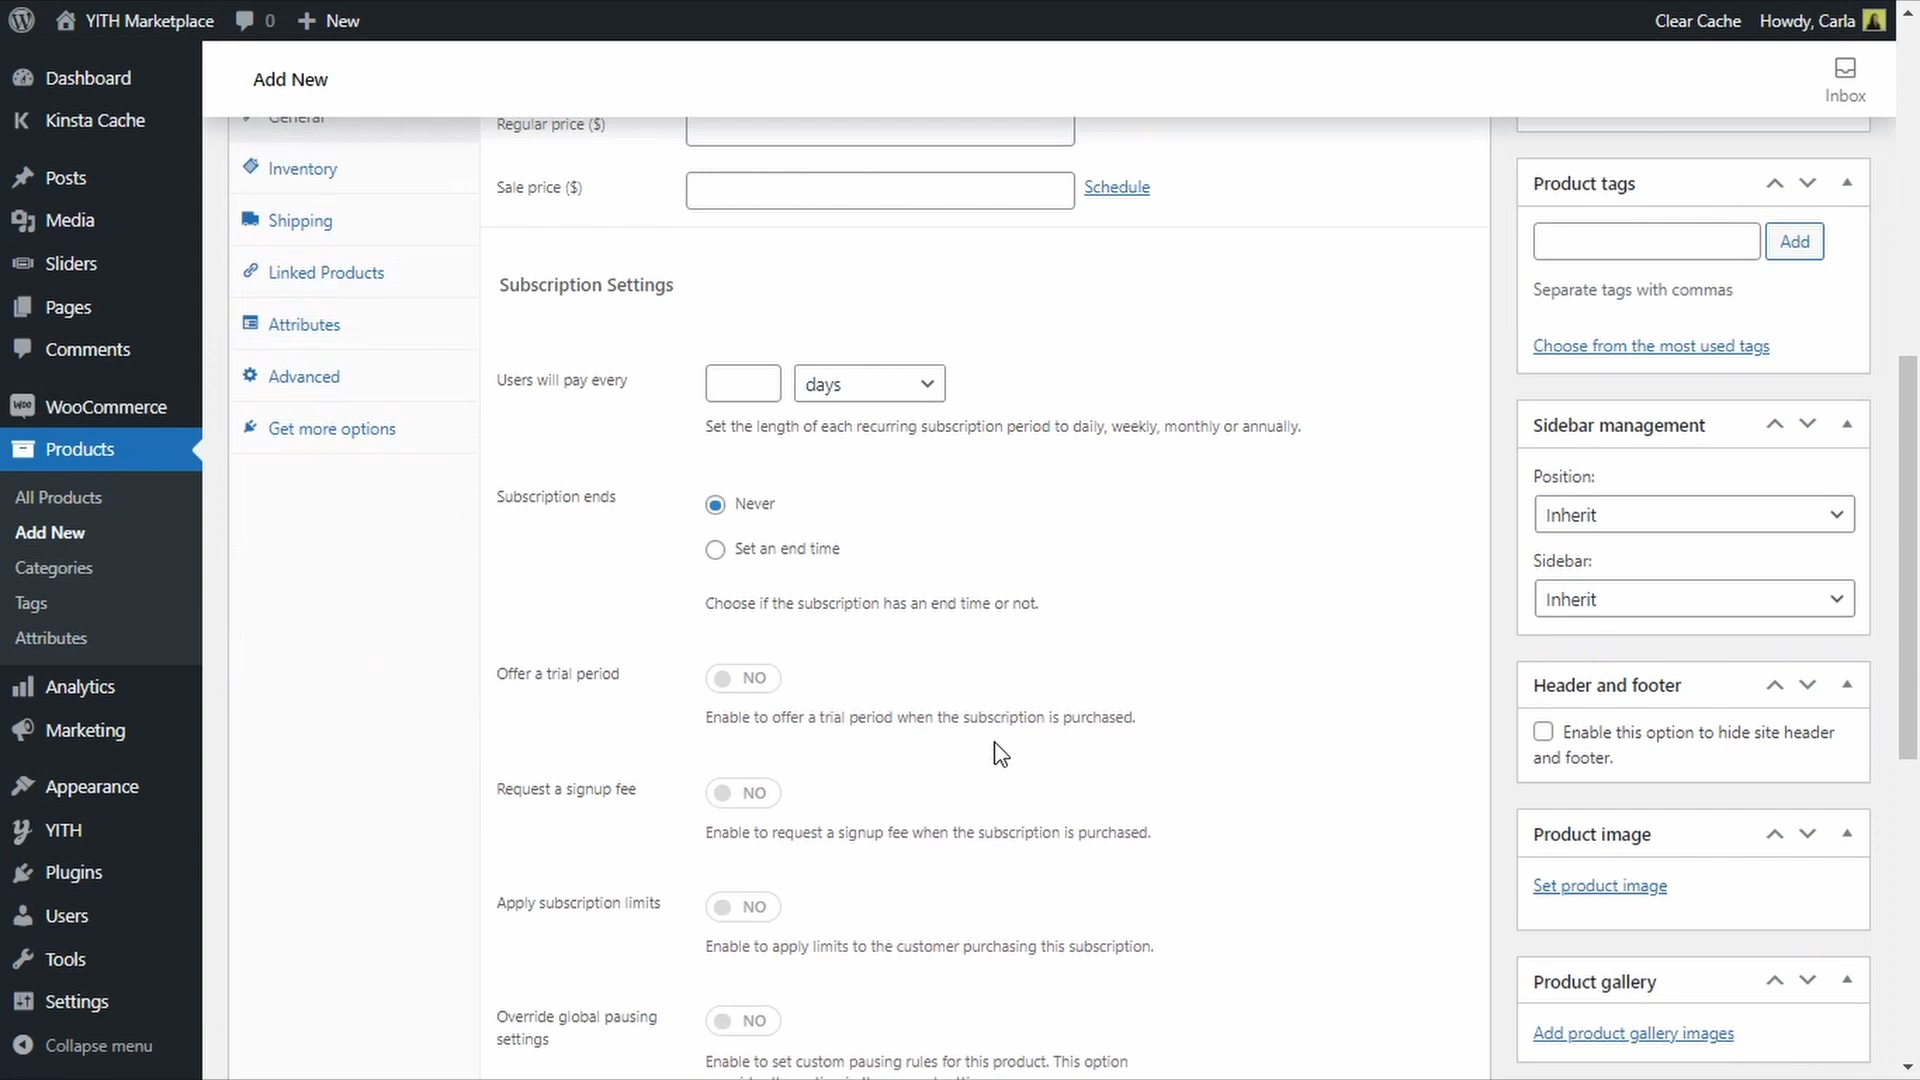 YITH Marketplace
0
New
Clear Cache
Howdy, Carla
Dashboard
Kinsta Cache
Posts
Media
Sliders
Pages
Comments
WooCommerce
Products
All Products
Add New
Categories
Tags
Attributes
Analytics
Marketing
Appearance
YITH
Plugins
Users
Tools
Settings
Collapse menu
Add New
Inbox
General
Inventory
Shipping
Linked Products
Attributes
Advanced
Get more options
Regular price ($)
Sale price ($)
Schedule
Subscription Settings
Users will pay every
days
Set the length of each recurring subscription period to daily, weekly, monthly or annually.
Subscription ends
Never
Set an end time
Choose if the subscription has an end time or not.
Offer a trial period
NO
Enable to offer a trial period when the subscription is purchased.
Request a signup fee
NO
Enable to request a signup fee when the subscription is purchased.
Apply subscription limits
NO
Enable to apply limits to the customer purchasing this subscription.
Override global pausing
settings
NO
Enable to set custom pausing rules for this product. This option
Product tags
Add
Separate tags with commas
Choose from the most used tags
Sidebar management
Position:
Inherit
Sidebar:
Inherit
Header and footer
Enable this option to hide site header
and footer.
Product image
Set product image
Product gallery
Add product gallery images